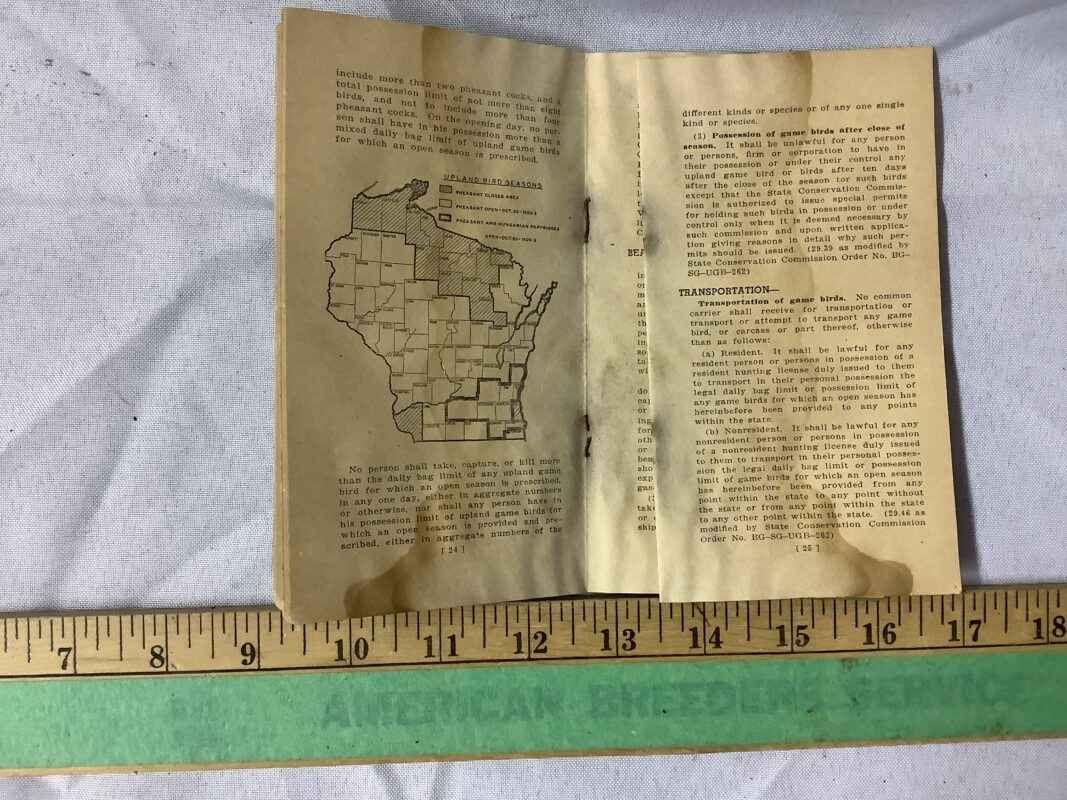 include more than two pheasant cocks, and a
total possession limit of not more than eight
birds, and not to include more than four
pheasant cocks. On the opening day, no per-
son shall have in his possession more than a
mixed daily bag limit of upland game birds
for which an open season is prescribed.
UPLAND BIRD SEASONS
PHEASANT CLOSED AREA
PHEASANT OPEN-OCT.
PHEASANT AND HUNGARIAN PARTRIDGE
OPEN-OCT.
No person shall take, capture, or kill more
than the daily bag limit of any upland game
bird for which an open season is prescribed,
in any one day, either in aggregate numbers
or otherwise, nor shall any person have in
his possession limit of upland game birds for
which an open season is provided and pre-
scribed, either in aggregate numbers of the
[ 24 ]
BEA
different kinds or species or of any one single
kind or species.
(3) Possession of game birds after close of
season. It shall be unlawful for any person
or persons, firm or corporation to have in
their possession or under their control any
upland game bird or birds after ten days
after the close of the season for such birds
except that the State Conservation Commis-
sion is authorized to issue special permits
for holding such birds in possession or under
control only when it is deemed necessary by
such commission and upon written applica-
tion giving reasons in detail why such per-
mits should be issued. (29.39 as modified by
State Conservation Commission Order No. BG-
SG-UGB-262)
TRANSPORTATION—
Transportation of game birds. No common
carrier shall receive for transportation or
transport or attempt to transport any game
bird, or carcass or part thereof, otherwise
than as follows:
(a) Resident. It shall be lawful for any
resident person or persons in possession of a
resident hunting license duly issued to them
to transport in their personal possession the
legal daily bag limit or possession limit of
any game birds for which an open season has
hereinbefore been provided to any points
within the state.
(b) Nonresident. It shall be lawful for any
nonresident person or persons in possession
of a nonresident hunting license duly issued
to them to transport in their personal posses-
sion the legal daily bag limit or possession
limit of game birds for which an open season
has hereinbefore been provided from any
point within the state to any point without
the state or from any point within the state
to any other point within the state. (29.46 as
modified by State Conservation Commission
Order No. BG-SG-UGB-262)
[ 25 ]
7 8 9 10 11 12 13 14 15 16 17 18
AMERICAN BREEDERS SERVICE